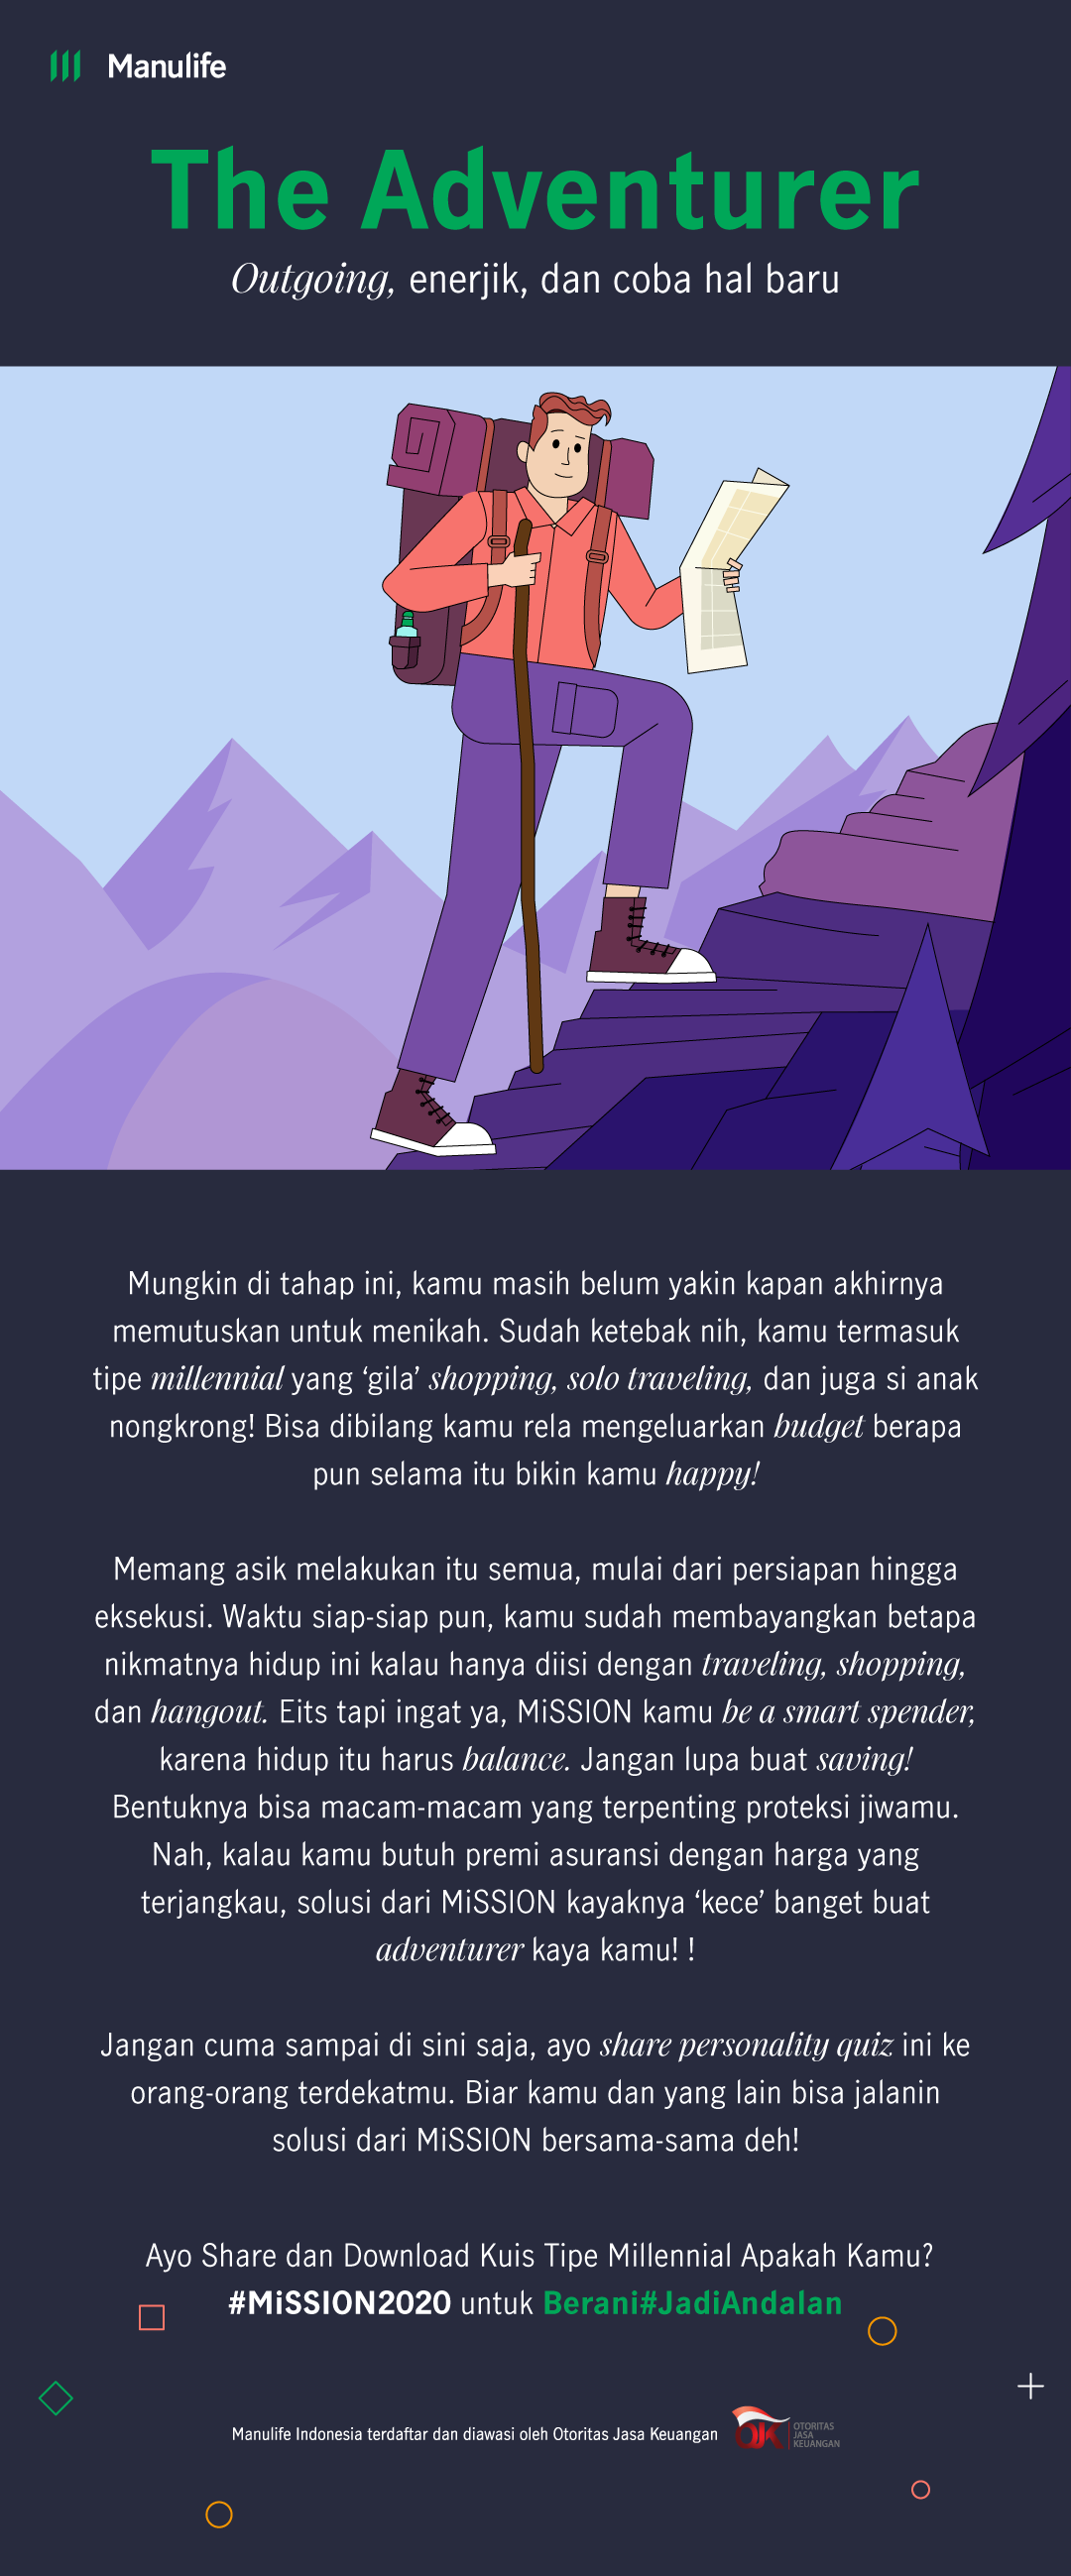 Manulife
The Adventurer
Outgoing, enerjik, dan coba hal baru
Mungkin di tahap ini, kamu masih belum yakin kapan akhirnya
memutuskan untuk menikah. Sudah ketebak nih, kamu termasuk
tipe millennial yang ‘gila’ shopping, solo traveling, dan juga si anak
nongkrong! Bisa dibilang kamu rela mengeluarkan budget berapa
pun selama itu bikin kamu happy!
Memang asik melakukan itu semua, mulai dari persiapan hingga
eksekusi. Waktu siap-siap pun, kamu sudah membayangkan betapa
nikmatnya hidup ini kalau hanya diisi dengan traveling, shopping,
dan hangout. Eits tapi ingat ya, MiSSION kamu be a smart spender,
karena hidup itu harus balance. Jangan lupa buat saving!
Bentuknya bisa macam-macam yang terpenting proteksi jiwamu.
Nah, kalau kamu butuh premi asuransi dengan harga yang
terjangkau, solusi dari MiSSION kayaknya ‘kece’ banget buat
adventurer kaya kamu! !
Jangan cuma sampai di sini saja, ayo share personality quiz ini ke
orang-orang terdekatmu. Biar kamu dan yang lain bisa jalanin
solusi dari MiSSION bersama-sama deh!
Ayo Share dan Download Kuis Tipe Millennial Apakah Kamu?
#MiSSION2020 untuk Berani#JadiAndalan
Manulife Indonesia terdaftar dan diawasi oleh Otoritas Jasa Keuangan
OJK
OTORITAS
JASA
KEUANGAN